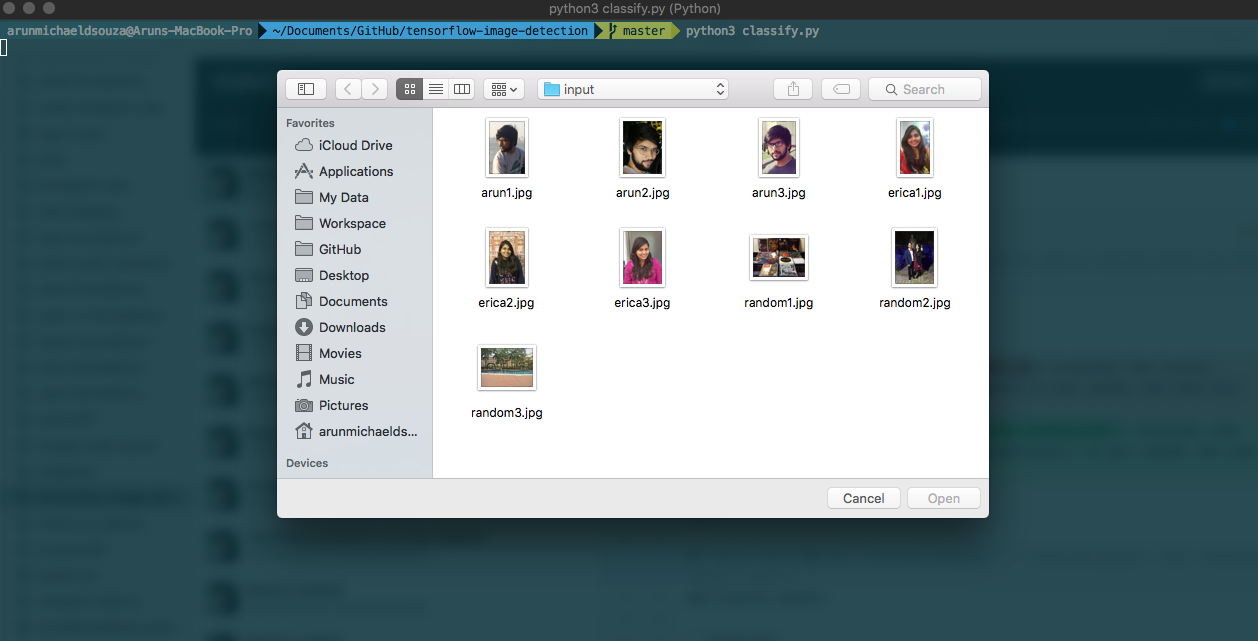 python3 classify.py (Python)
arunmichaeldsouza@Aruns-MacBook-Pro ~/Documents/GitHub/tensorflow-image-detection master python3 classify.py
input
Search
Favorites
iCloud Drive
Applications
My Data
Workspace
GitHub
Desktop
Documents
Downloads
Movies
Music
Pictures
arunmichaelds...
Devices
arun1.jpg
arun2.jpg
arun3.jpg
erica1.jpg
erica2.jpg
erica3.jpg
random1.jpg
random2.jpg
random3.jpg
Cancel
Open